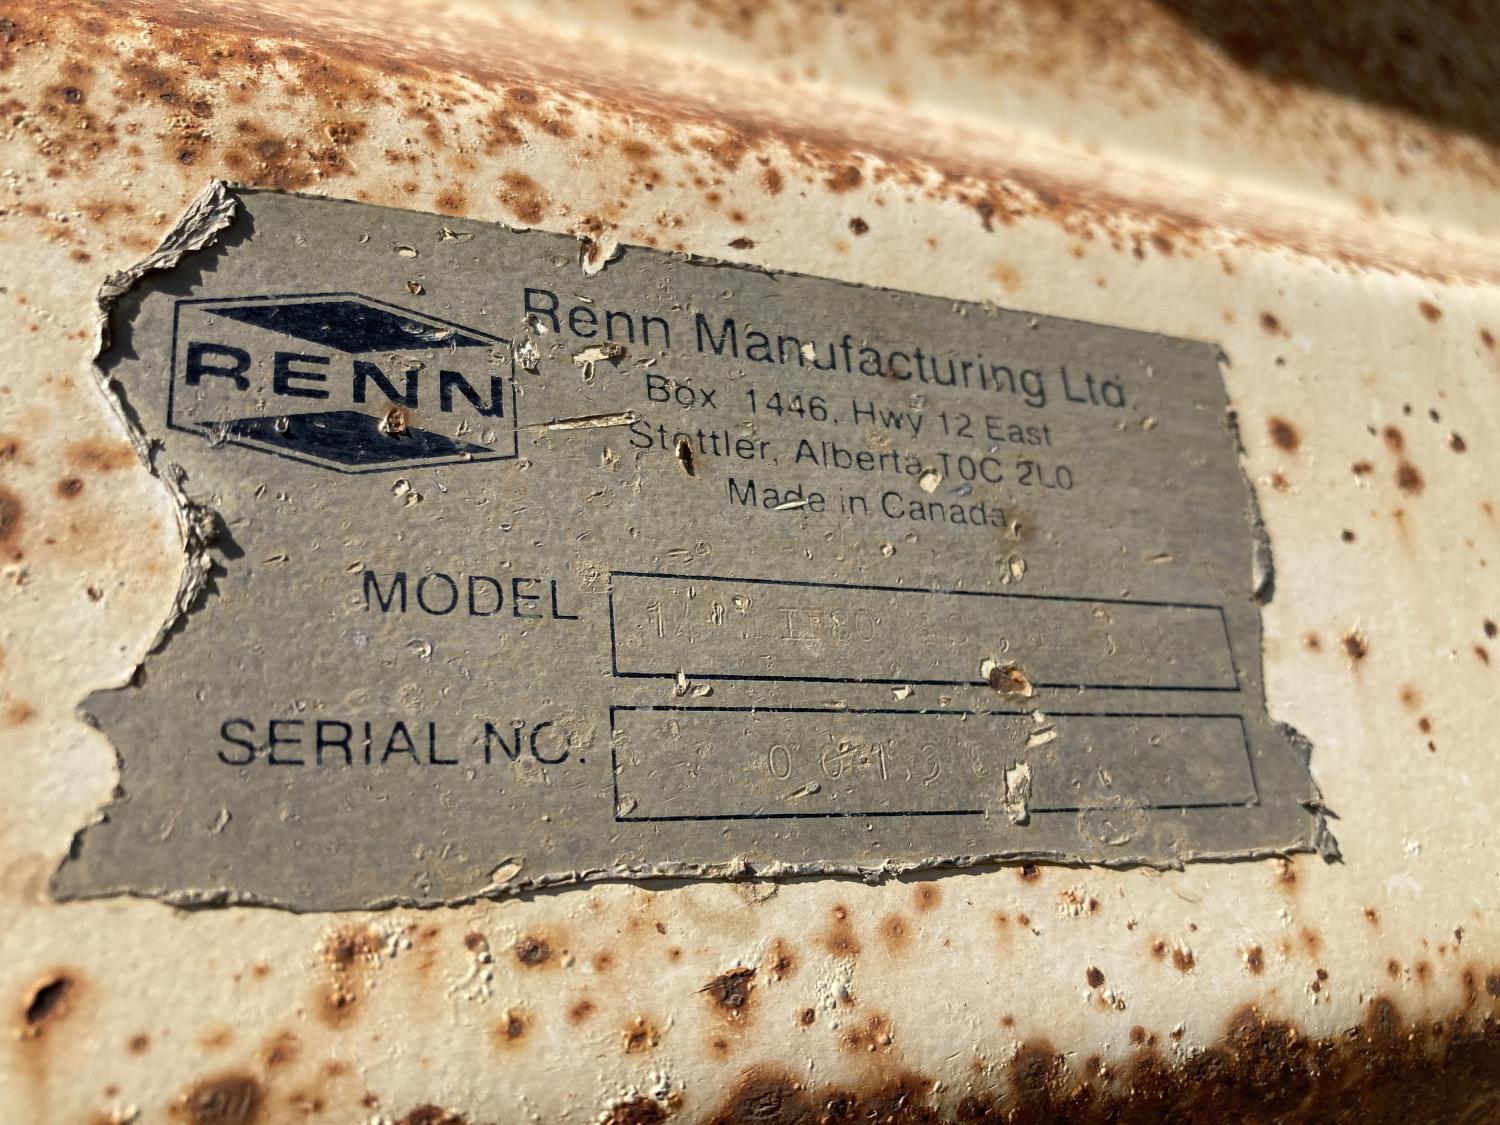 RENN
Renn Manufacturing Ltd.
Box 1446, Hwy 12 East
Stettler, Alberta T0C 2L0
Made in Canada
MODEL
SERIAL NO.